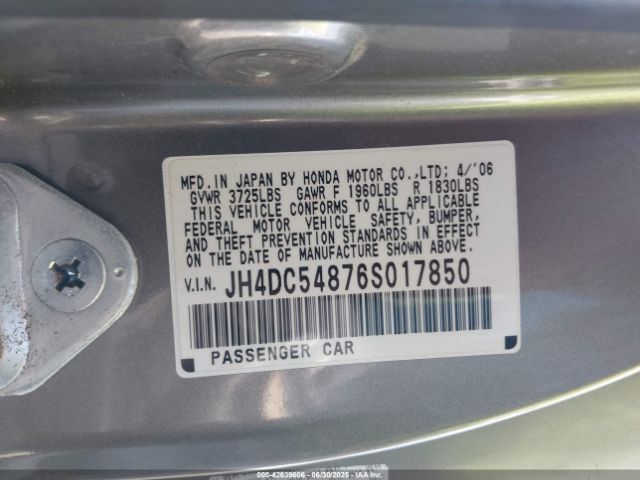 MFD. IN JAPAN BY HONDA MOTOR CO.,LTD; 4/'06
GVWR 3725LBS GAWR F 1960LBS R 1830LBS
THIS VEHICLE CONFORMS TO ALL APPLICABLE
FEDERAL MOTOR VEHICLE SAFETY, BUMPER,
AND THEFT PREVENTION STANDARDS IN EFFECT
ON THE DATE OF MANUFACTURE SHOWN ABOVE.
V.I.N. JH4DC54876S017850
PASSENGER CAR
000-42639606 | 06/30/2025 | Copyright IAA, LLC